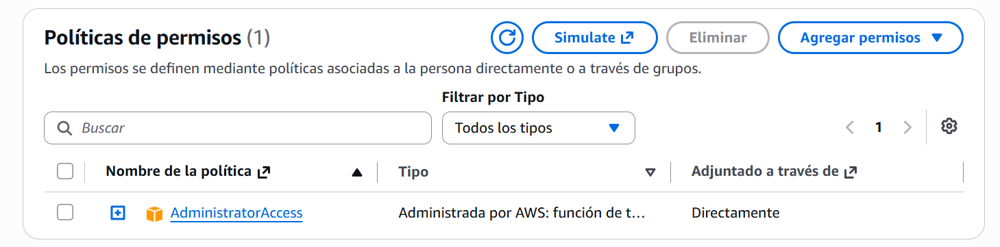 Políticas de permisos (1)
Simulate
Eliminar
Agregar permisos
Los permisos se definen mediante políticas asociadas a la persona directamente o a través de grupos.
Filtrar por Tipo
Buscar
Todos los tipos
1
Nombre de la política
Tipo
Adjuntado a través de
AdministratorAccess
Administrada por AWS: función de t...
Directamente